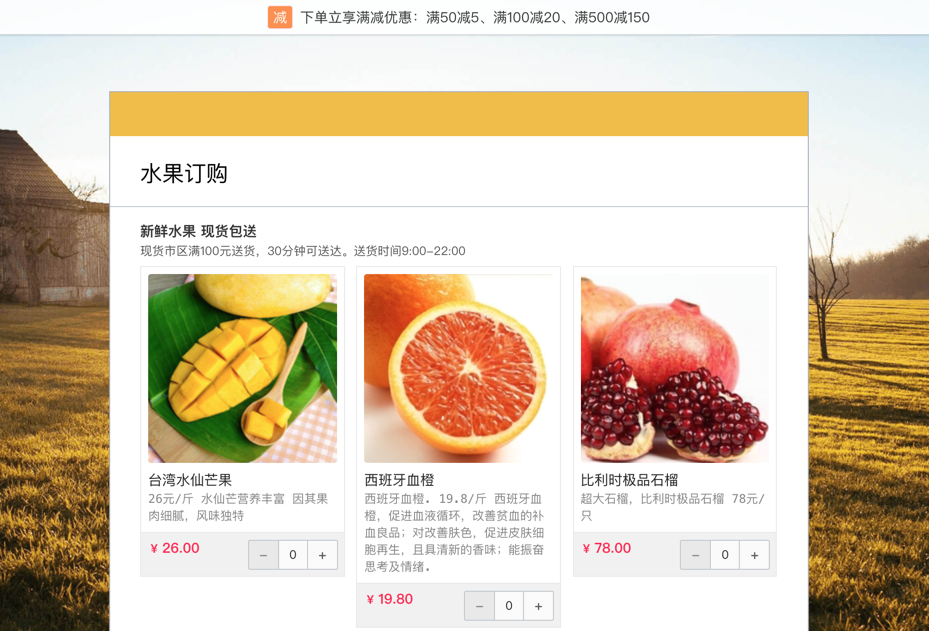 减 下单立享满减优惠：满50减5、满100减20、满500减150
水果订购
新鲜水果 现货包送
现货市区满100元送货，30分钟可送达。送货时间9:00-22:00
台湾水仙芒果
26元/斤 水仙芒营养丰富 因其果
肉细腻，风味独特
¥ 26.00
− 0 +
西班牙血橙
西班牙血橙. 19.8/斤 西班牙血
橙，促进血液循环，改善贫血的补
血良品；对改善肤色，促进皮肤细
胞再生，且具清新的香味；能振奋
思考及情绪.
¥ 19.80
− 0 +
比利时极品石榴
超大石榴，比利时极品石榴 78元/
只
¥ 78.00
− 0 +